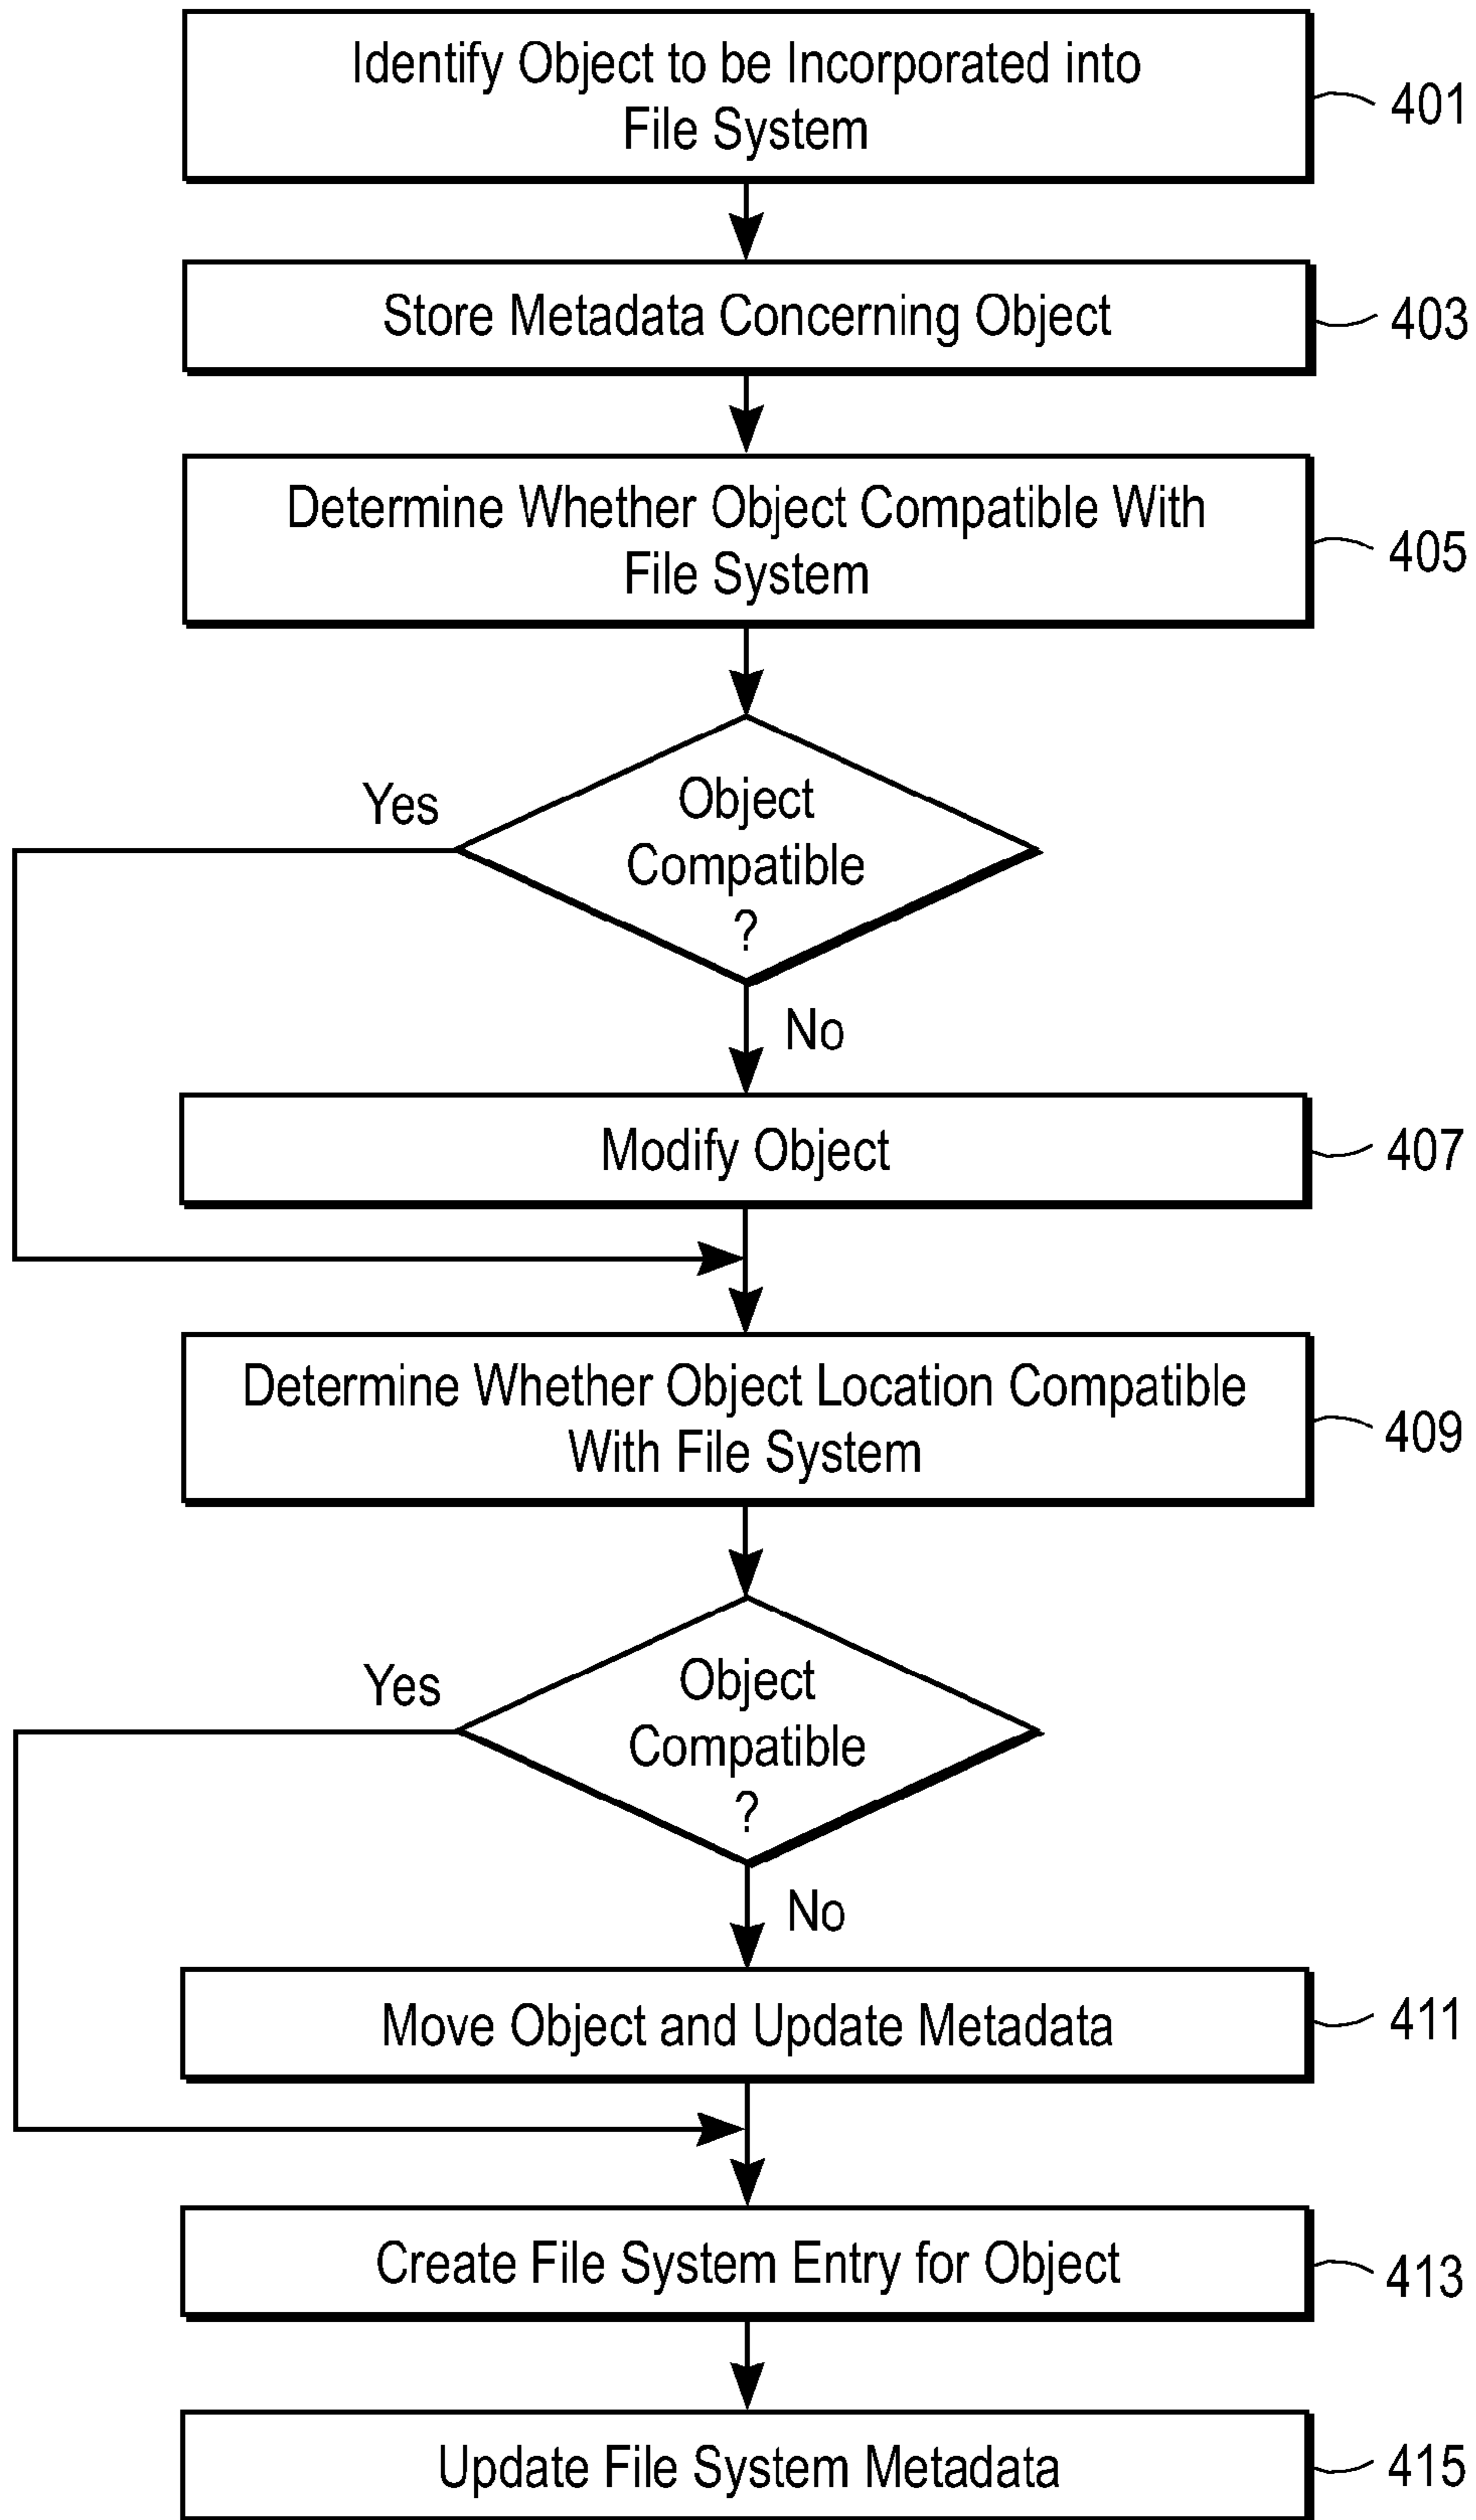 Identify Object to be Incorporated into
File System
401
Store Metadata Concerning Object
403
Determine Whether Object Compatible With
File System
405
Object
Compatible
?
Yes
No
Modify Object
407
Determine Whether Object Location Compatible
With File System
409
Object
Compatible
?
Yes
No
Move Object and Update Metadata
411
Create File System Entry for Object
413
Update File System Metadata
415